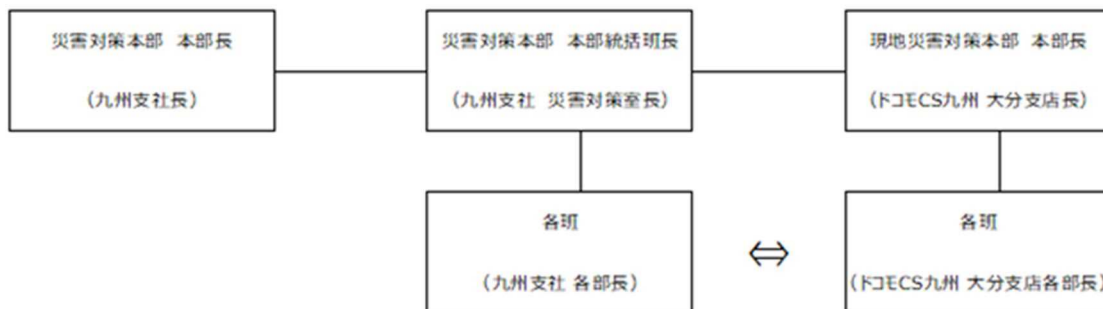 災害対策本部 本部長
(九州支社長)
災害対策本部 本部統括班長
(九州支社 災害対策室長)
現地災害対策本部 本部長
(ドコモCS九州 大分支店長)
各班
(九州支社 各部長)
⇔
各班
(ドコモCS九州 大分支店各部長)